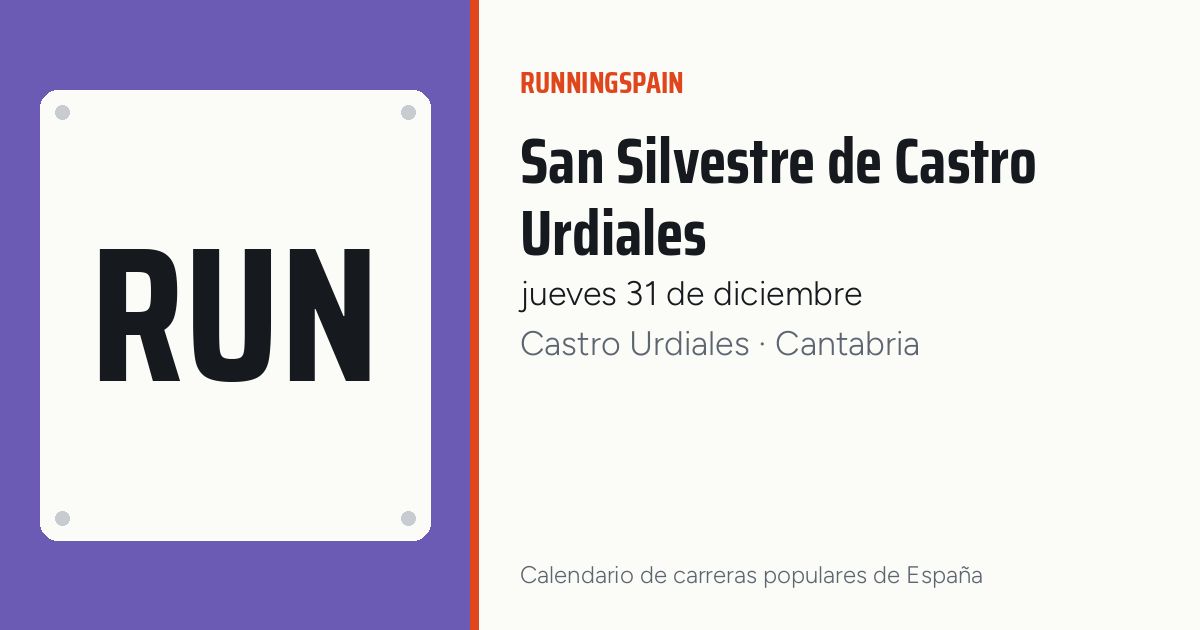 RUN
RUNNINGSPAIN
San Silvestre de Castro
Urdiales
jueves 31 de diciembre
Castro Urdiales · Cantabria
Calendario de carreras populares de España